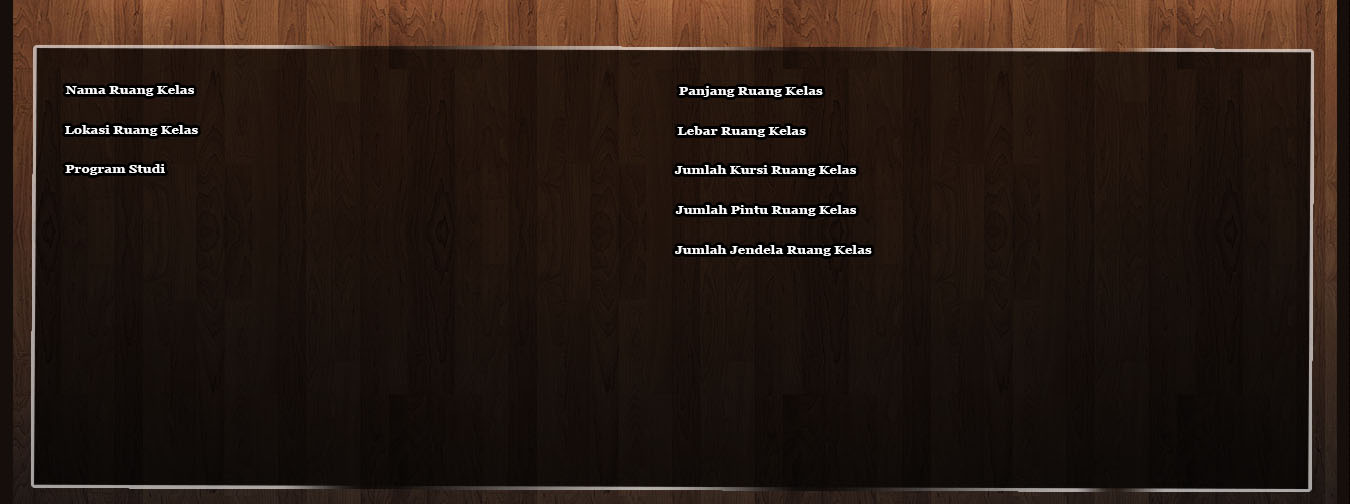 Nama Ruang Kelas
Lokasi Ruang Kelas
Program Studi
Panjang Ruang Kelas
Lebar Ruang Kelas
Jumlah Kursi Ruang Kelas
Jumlah Pintu Ruang Kelas
Jumlah Jendela Ruang Kelas